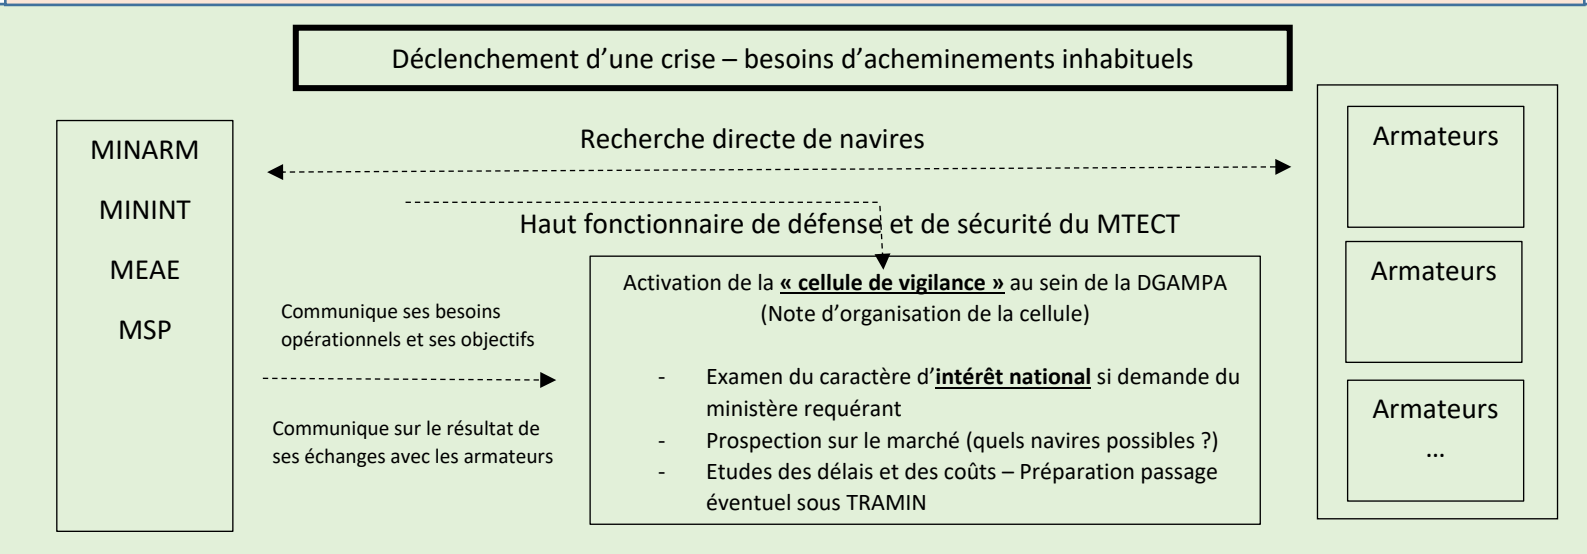 Déclenchement d’une crise – besoins d’acheminements inhabituels
MINARM
MININT
MEAE
MSP
Recherche directe de navires
Haut fonctionnaire de défense et de sécurité du MTECT
Communique ses besoins
opérationnels et ses objectifs
Communique sur le résultat de
ses échanges avec les armateurs
Activation de la « cellule de vigilance » au sein de la DGAMPA
(Note d’organisation de la cellule)
- Examen du caractère d’intérêt national si demande du
ministère requérant
- Prospection sur le marché (quels navires possibles ?)
- Etudes des délais et des coûts – Préparation passage
éventuel sous TRAMIN
Armateurs
Armateurs
Armateurs
...